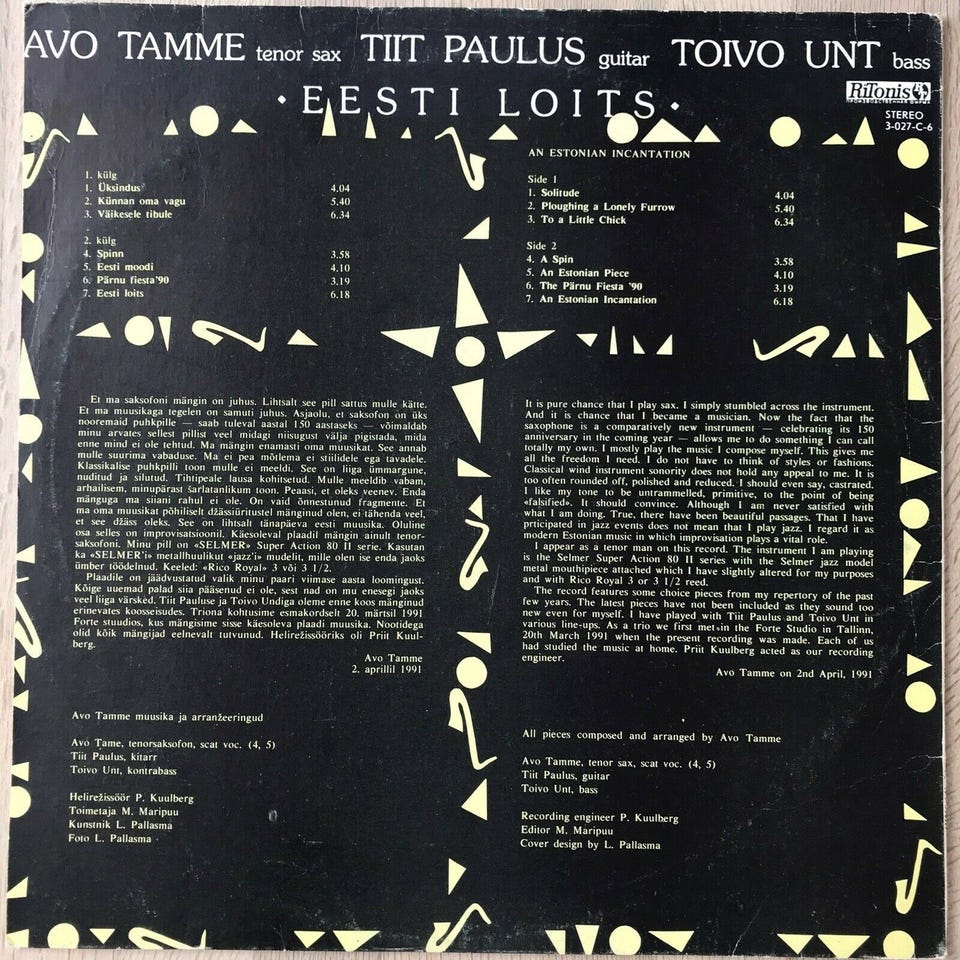 AVO TAMME tenor sax TIIT PAULUS guitar TOIVO UNT bass
· EESTI LOITS ·
RiTonis
ПРОИЗВОДСТВЕННАЯ ФИРМА
STEREO
3-027-C-6
1. külg
1. Üksindus 4.04
2. Künnan oma vagu 5.40
3. Väikesele tibule 6.34
2. külg
4. Spinn 3.58
5. Eesti moodi 4.10
6. Pärnu fiesta'90 3.19
7. Eesti loits 6.18
AN ESTONIAN INCANTATION
Side 1
1. Solitude 4.04
2. Ploughing a Lonely Furrow 5.40
3. To a Little Chick 6.34
Side 2
4. A Spin 3.58
5. An Estonian Piece 4.10
6. The Pärnu Fiesta '90 3.19
7. An Estonian Incantation 6.18
Et ma saksofoni mängin on juhus. Lihtsalt see pill sattus mulle kätte.
Et ma muusikaga tegelen on samuti juhus. Asjaolu, et saksofon on üks
nooremaid puhkpille — saab tuleval aastal 150 aastaseks — võimaldab
minu arvates sellest pillist veel midagi niisugust välja pigistada, mida
enne mind ei ole tehtud. Ma mängin enamasti oma muusikat. See annab
mulle suurima vabaduse. Ma ei pea mõtlema ei stiilidele ega tavadele.
Klassikalise puhkpilli toon mulle ei meeldi. See on liiga ümmargune,
nuditud ja silutud. Tihtipeale lausa kohitsetud. Mulle meeldib vabam,
arhailisem, minupärast šarlatanlikum toon. Peaasi, et oleks veenev. Enda
mänguga ma siiani rahul ei ole. On vaid õnnestunud fragmente. Et
ma oma muusikat põhiliselt džässiüritustel mänginud olen, ei tähenda veel,
et see džäss oleks. See on lihtsalt tänapäeva eesti muusika. Oluline
osa selles on improvisatsioonil. Käesoleval plaadil mängin ainult tenor-
saksofoni. Minu pill on «SELMER» Super Action 80 II serie. Kasutan
ka «SELMER'i» metallhuulikut «jazz'i» mudelit, mille olen ise enda jaoks
ümber töödelnud. Keeled: «Rico Royal» 3 või 3 1/2.
Plaadile on jäädvustatud valik minu paari viimase aasta loomingust.
Kõige uuemad palad siia pääsenud ei ole, sest nad on mu enesegi jaoks
veel liiga värsked. Tiit Pauluse ja Toivo Undiga oleme enne koos mänginud
erinevates koosseisudes. Triona kohtusime esmakordselt 20. märtsil 1991
Forte stuudios, kus mängisime sisse käesoleva plaadi muusika. Nootidega
olid kõik mängijad eelnevalt tutvunud. Helirežissööriks oli Priit Kuul-
berg.
Avo Tamme
2. aprillil 1991
It is pure chance that I play sax. I simply stumbled across the instrument.
And it is chance that I became a musician. Now the fact that the
saxophone is a comparatively new instrument — celebrating its 150
anniversary in the coming year — allows me to do something I can call
totally my own. I mostly play the music I compose myself. This gives me
all the freedom I need. I do not have to think of styles or fashions.
Classical wind instrument sonority does not hold any appeal to me. It is
too often rounded off, polished and reduced, I should even say, castrated.
I like my tone to be untrammelled, primitive, to the point of being
«falsified». It should convince. Although I am never satisfied with
what I am doing. True, there have been beautiful passages. That I have
prticipated in jazz events does not mean that I play jazz. I regard it as
modern Estonian music in which improvisation plays a vital role.
I appear as a tenor man on this record. The instrument I am playing
is the Selmer Super Action 80 II series with the Selmer jazz model
metal mouthpiece attached which I have slightly altered for my purposes
and with Rico Royal 3 or 3 1/2 reed.
The record features some choice pieces from my repertory of the past
few years. The latest pieces have not been included as they sound too
new even for myself. I have played with Tiit Paulus and Toivo Unt in
various line-ups. As a trio we first met in the Forte Studio in Tallinn,
20th March 1991 when the present recording was made. Each of us
had studied the music at home. Priit Kuulberg acted as our recording
engineer.
Avo Tamme on 2nd April, 1991
Avo Tamme muusika ja arranžeeringud
Avo Tame, tenorsaksofon, scat voc. (4, 5)
Tiit Paulus, kitarr
Toivo Unt, kontrabass
Helirežissöör P. Kuulberg
Toimetaja M. Maripuu
Kunstnik L. Pallasma
Foto L. Pallasma
All pieces composed and arranged by Avo Tamme
Avo Tamme, tenor sax, scat voc. (4, 5)
Tiit Paulus, guitar
Toivo Unt, bass
Recording engineer P. Kuulberg
Editor M. Maripuu
Cover design by L. Pallasma